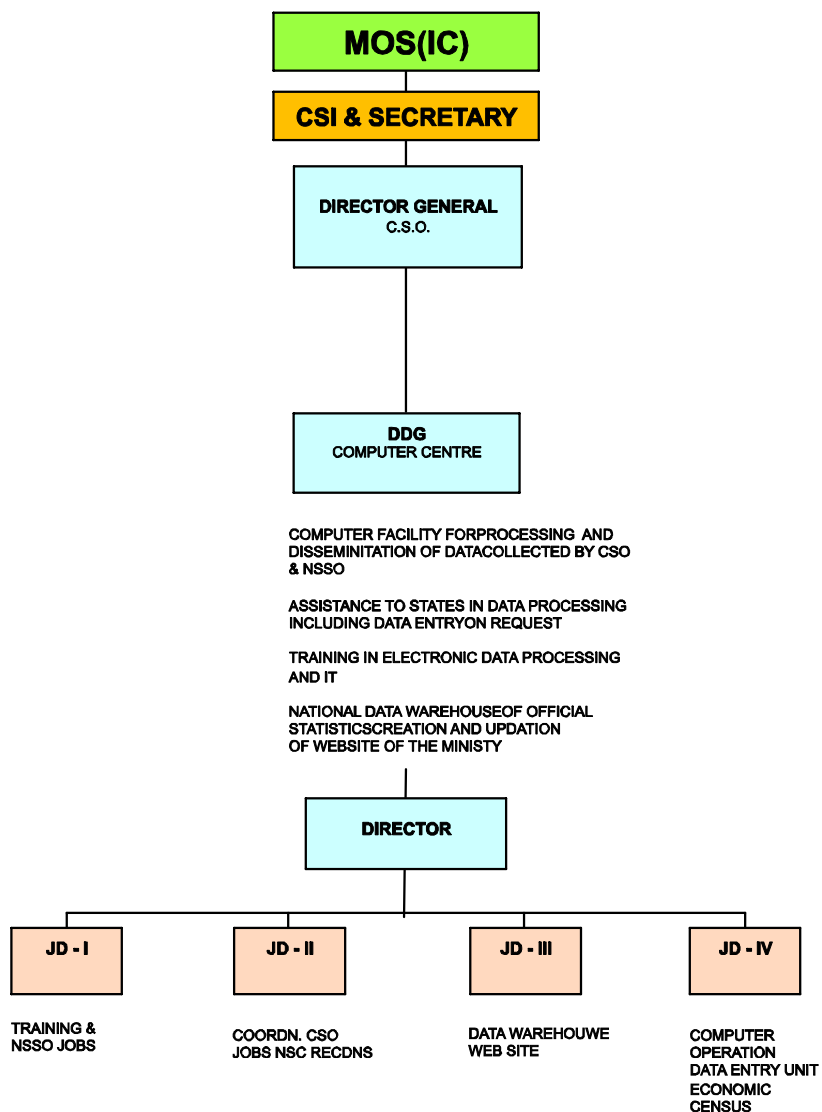 MOS(IC)
CSI & SECRETARY
DIRECTOR GENERAL
C.S.O.
DDG
COMPUTER CENTRE
COMPUTER FACILITY FORPROCESSING AND
DISSEMINITATION OF DATACOLLECTED BY CSO
& NSSO
ASSISTANCE TO STATES IN DATA PROCESSING
INCLUDING DATA ENTRYON REQUEST
TRAINING IN ELECTRONIC DATA PROCESSING
AND IT
NATIONAL DATA WAREHOUSEOF OFFICIAL
STATISTICSCREATION AND UPDATION
OF WEBSITE OF THE MINISTY
DIRECTOR
JD - I
TRAINING &
NSSO JOBS
JD - II
COORDN. CSO
JOBS NSC RECDNS
JD - III
DATA WAREHOUWE
WEB SITE
JD - IV
COMPUTER
OPERATION
DATA ENTRY UNIT
ECONOMIC
CENSUS